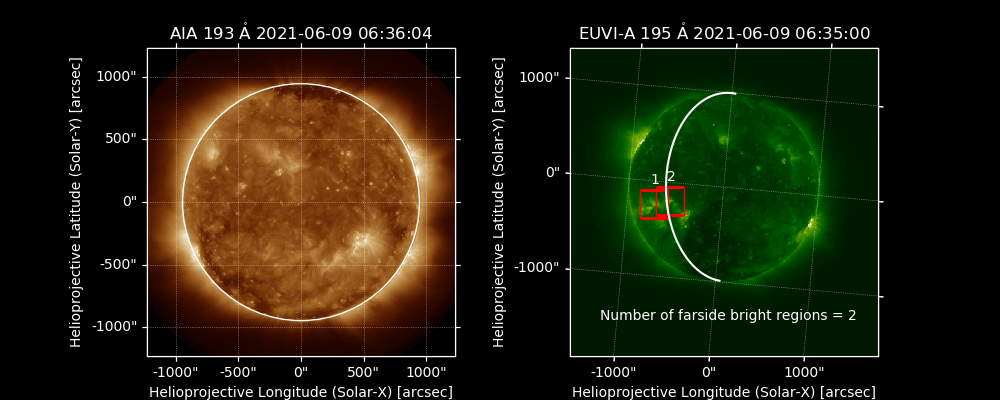 AIA 193 Å 2021-06-09 06:36:04
EUVI-A 195 Å 2021-06-09 06:35:00
Helioprojective Latitude (Solar-Y) [arcsec]
1000"
500"
0"
-500"
-1000"
-1000"
-500"
0"
500"
1000"
Helioprojective Longitude (Solar-X) [arcsec]
Helioprojective Latitude (Solar-Y) [arcsec]
1000"
0"
-1000"
1
2
Number of farside bright regions = 2
-1000"
0"
1000"
Helioprojective Longitude (Solar-X) [arcsec]